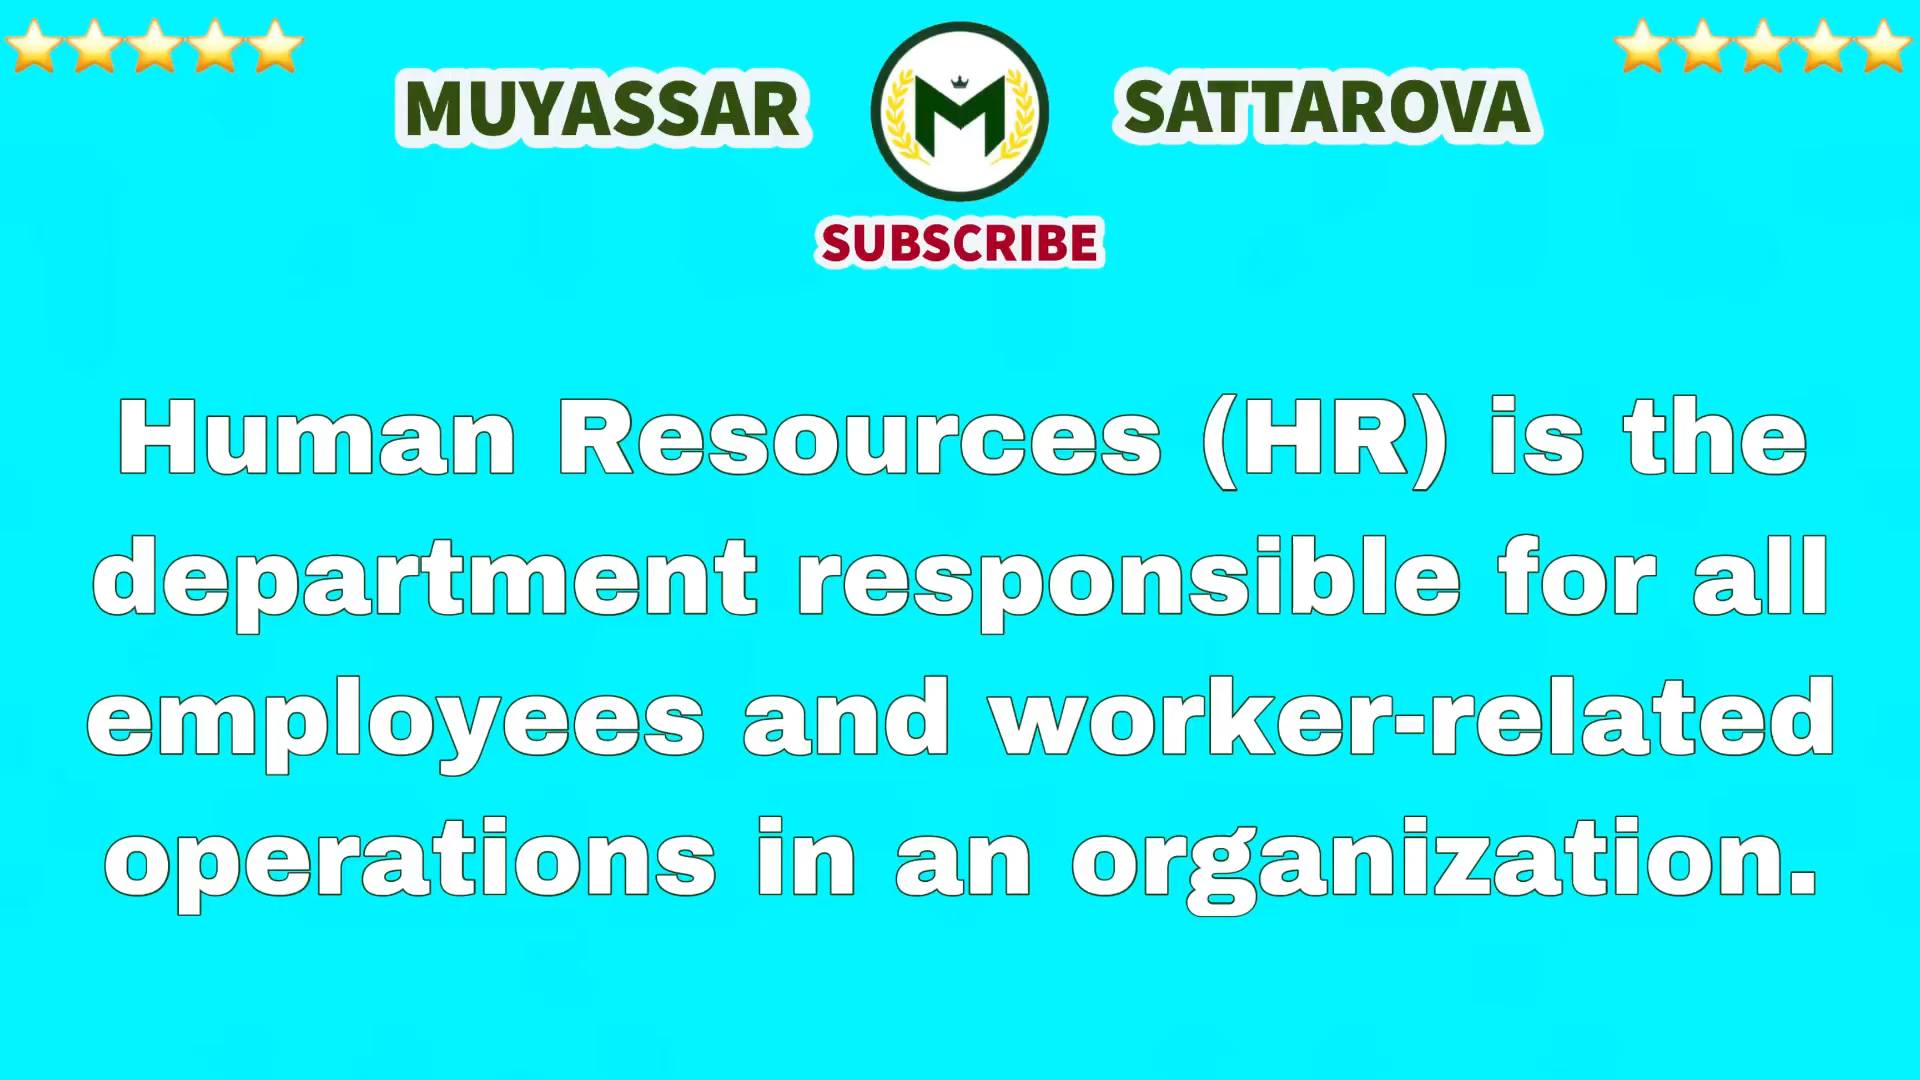 MUYASSAR M SATTAROVA
SUBSCRIBE
Human Resources (HR) is the
department responsible for all
employees and worker-related
operations in an organization.